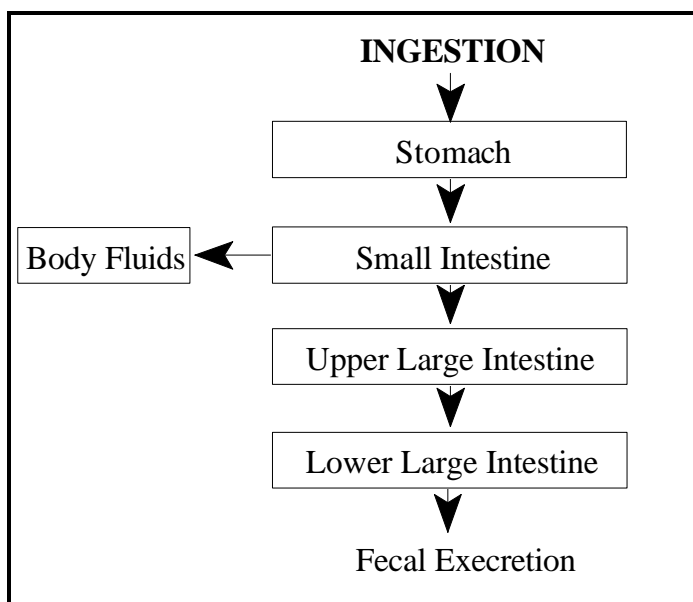 INGESTION
Stomach
Body Fluids
Small Intestine
Upper Large Intestine
Lower Large Intestine
Fecal Execretion